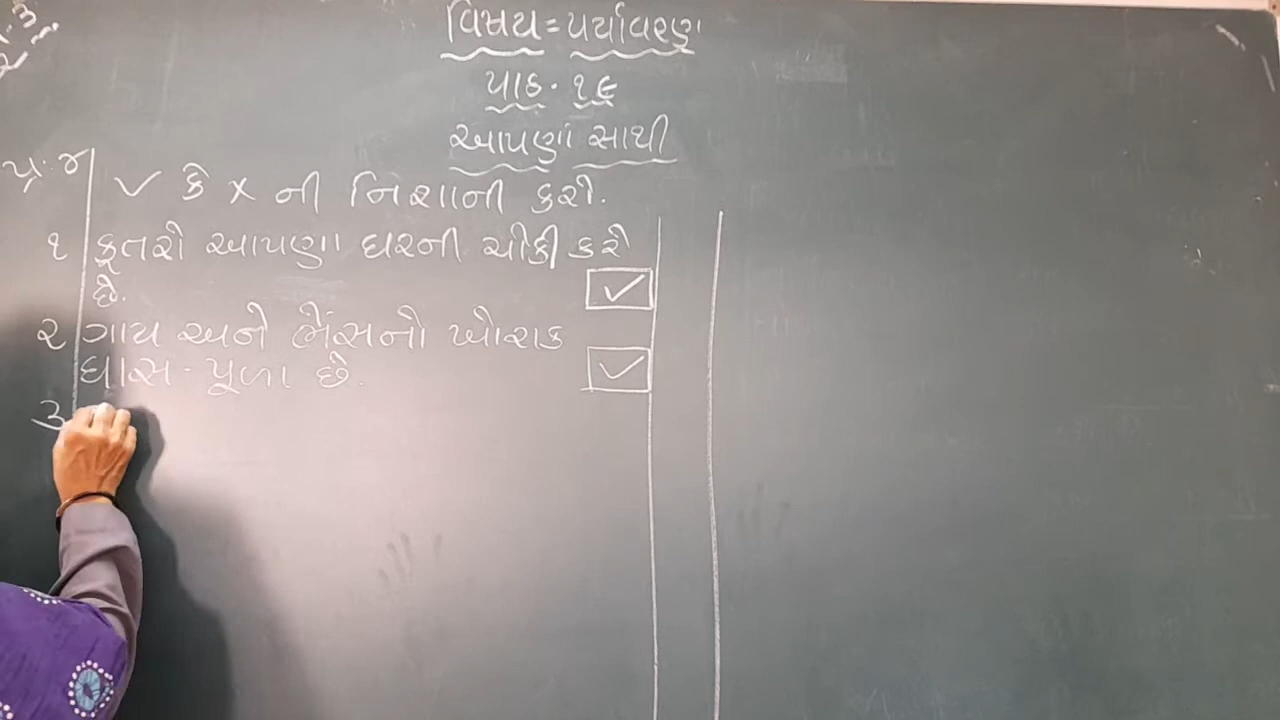 વિષય = પર્યાવરણ
પાઠ. ૧૯
આપણાં સાથી
પ્ર. ૪ ✓ કે × ની નિશાની કરો.
૧ કૂતરો આપણા ઘરની ચોકી કરે
છે. ✓
૨ ગાય અને ભેંસનો ખોરાક
ઘાસ - પૂળા છે. ✓
૩